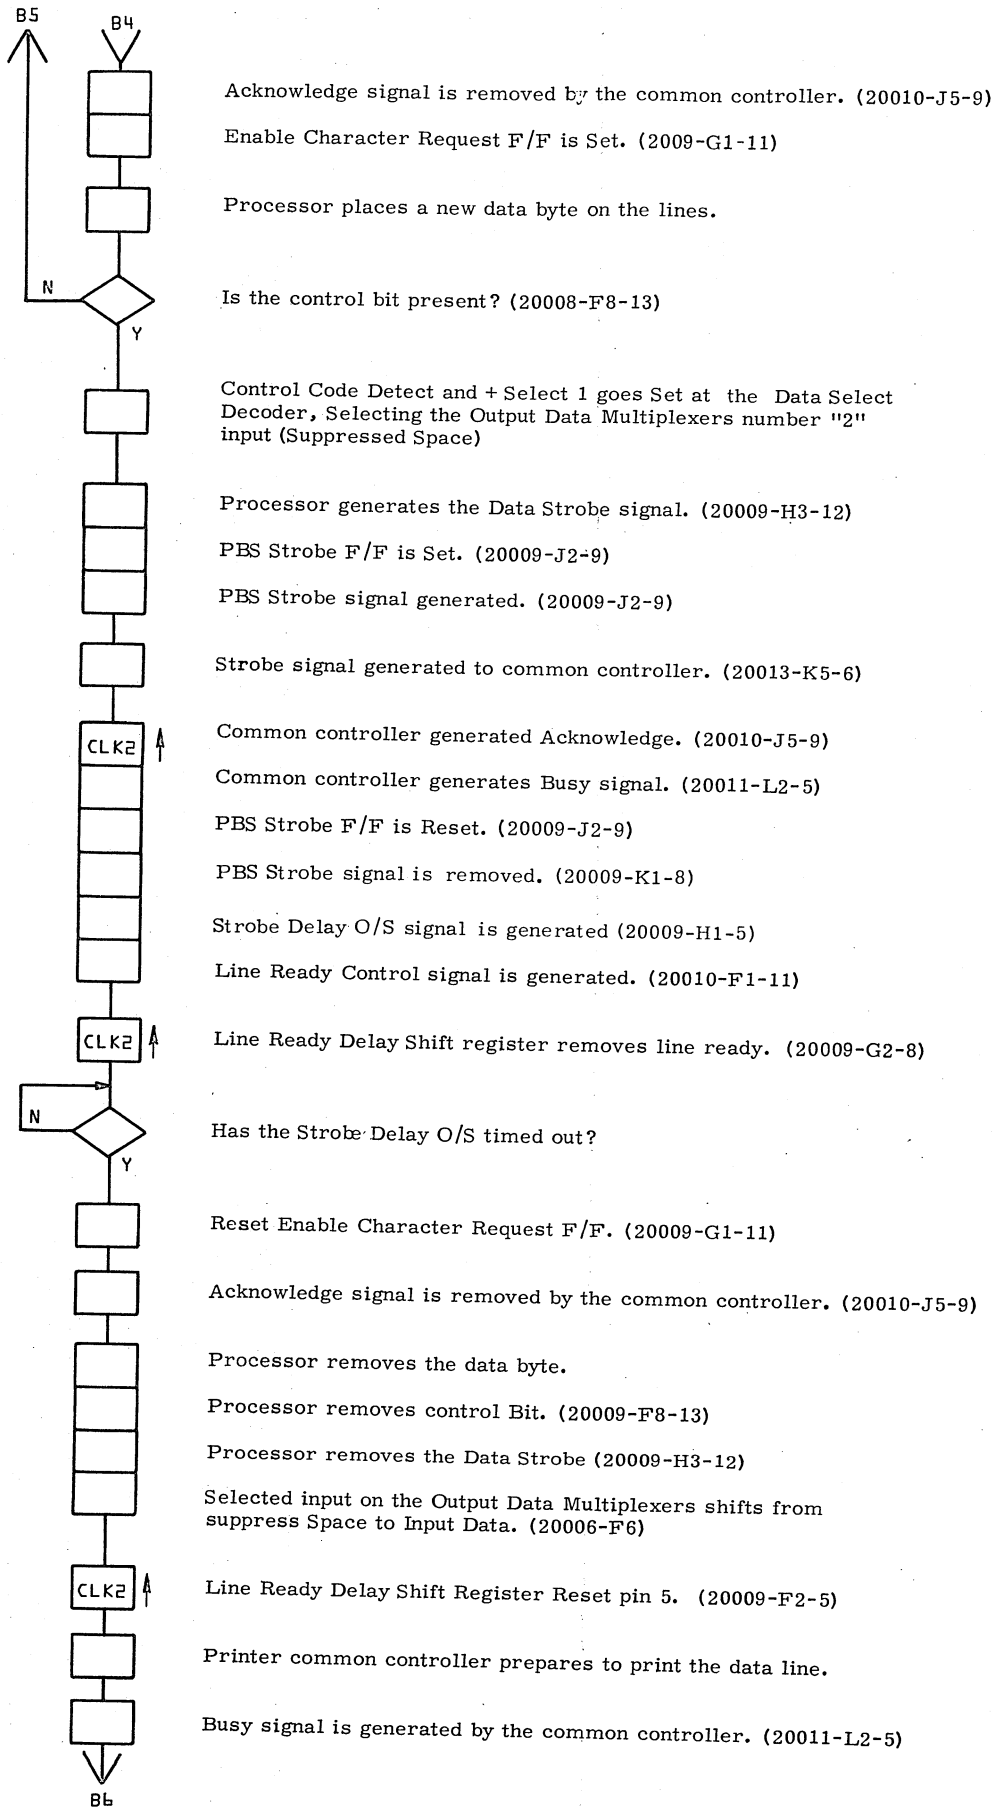 B5
B4
Acknowledge signal is removed by the common controller. (20010-J5-9)
Enable Character Request F/F is Set. (2009-G1-11)
Processor places a new data byte on the lines.
N
Is the control bit present? (20008-F8-13)
Y
Control Code Detect and + Select 1 goes Set at the Data Select
Decoder, Selecting the Output Data Multiplexers number "2"
input (Suppressed Space)
Processor generates the Data Strobe signal. (20009-H3-12)
PBS Strobe F/F is Set. (20009-J2-9)
PBS Strobe signal generated. (20009-J2-9)
Strobe signal generated to common controller. (20013-K5-6)
CLK2
Common controller generated Acknowledge. (20010-J5-9)
Common controller generates Busy signal. (20011-L2-5)
PBS Strobe F/F is Reset. (20009-J2-9)
PBS Strobe signal is removed. (20009-K1-8)
Strobe Delay O/S signal is generated (20009-H1-5)
Line Ready Control signal is generated. (20010-F1-11)
CLK2
Line Ready Delay Shift register removes line ready. (20009-G2-8)
N
Has the Strobe Delay O/S timed out?
Y
Reset Enable Character Request F/F. (20009-G1-11)
Acknowledge signal is removed by the common controller. (20010-J5-9)
Processor removes the data byte.
Processor removes control Bit. (20009-F8-13)
Processor removes the Data Strobe (20009-H3-12)
Selected input on the Output Data Multiplexers shifts from
suppress Space to Input Data. (20006-F6)
CLK2
Line Ready Delay Shift Register Reset pin 5. (20009-F2-5)
Printer common controller prepares to print the data line.
Busy signal is generated by the common controller. (20011-L2-5)
B6